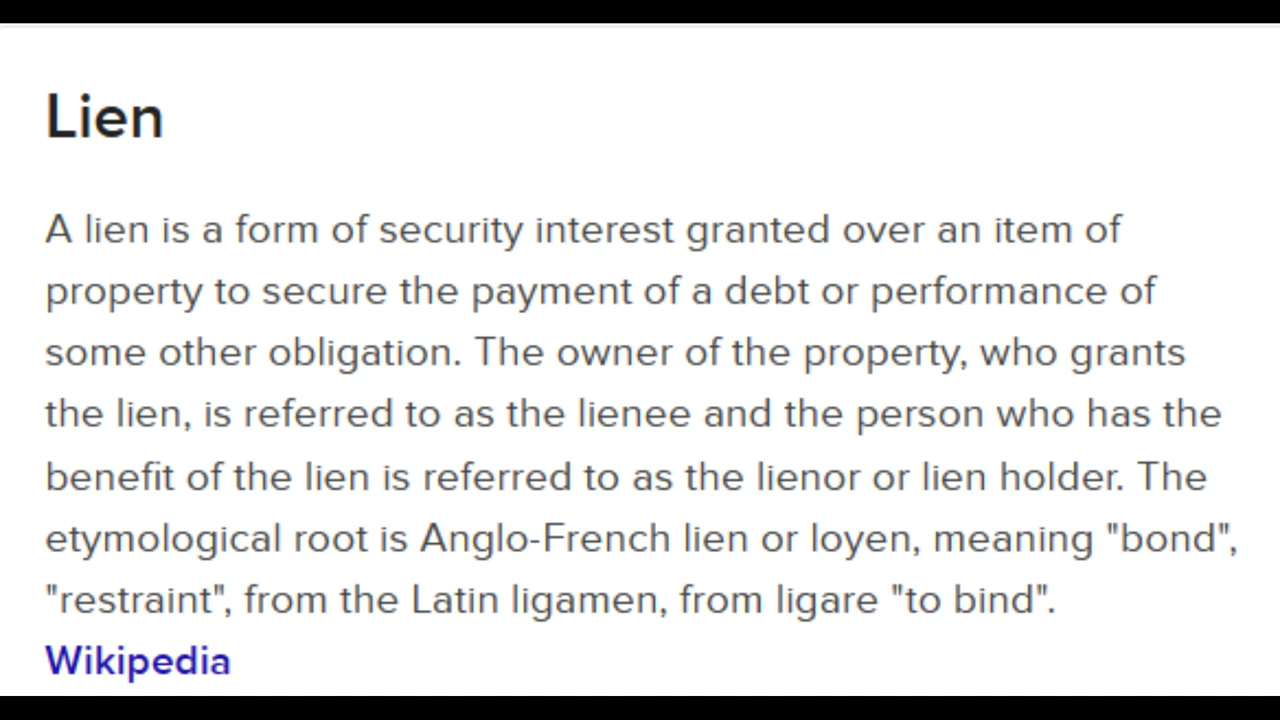 Lien
A lien is a form of security interest granted over an item of
property to secure the payment of a debt or performance of
some other obligation. The owner of the property, who grants
the lien, is referred to as the lienee and the person who has the
benefit of the lien is referred to as the lienor or lien holder. The
etymological root is Anglo-French lien or loyen, meaning "bond",
"restraint", from the Latin ligamen, from ligare "to bind".
Wikipedia